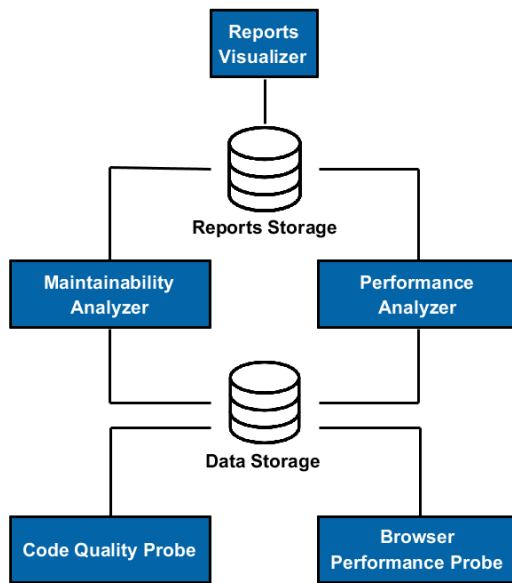 Reports
Visualizer
Reports Storage
Maintainability
Analyzer
Performance
Analyzer
Data Storage
Code Quality Probe
Browser
Performance Probe